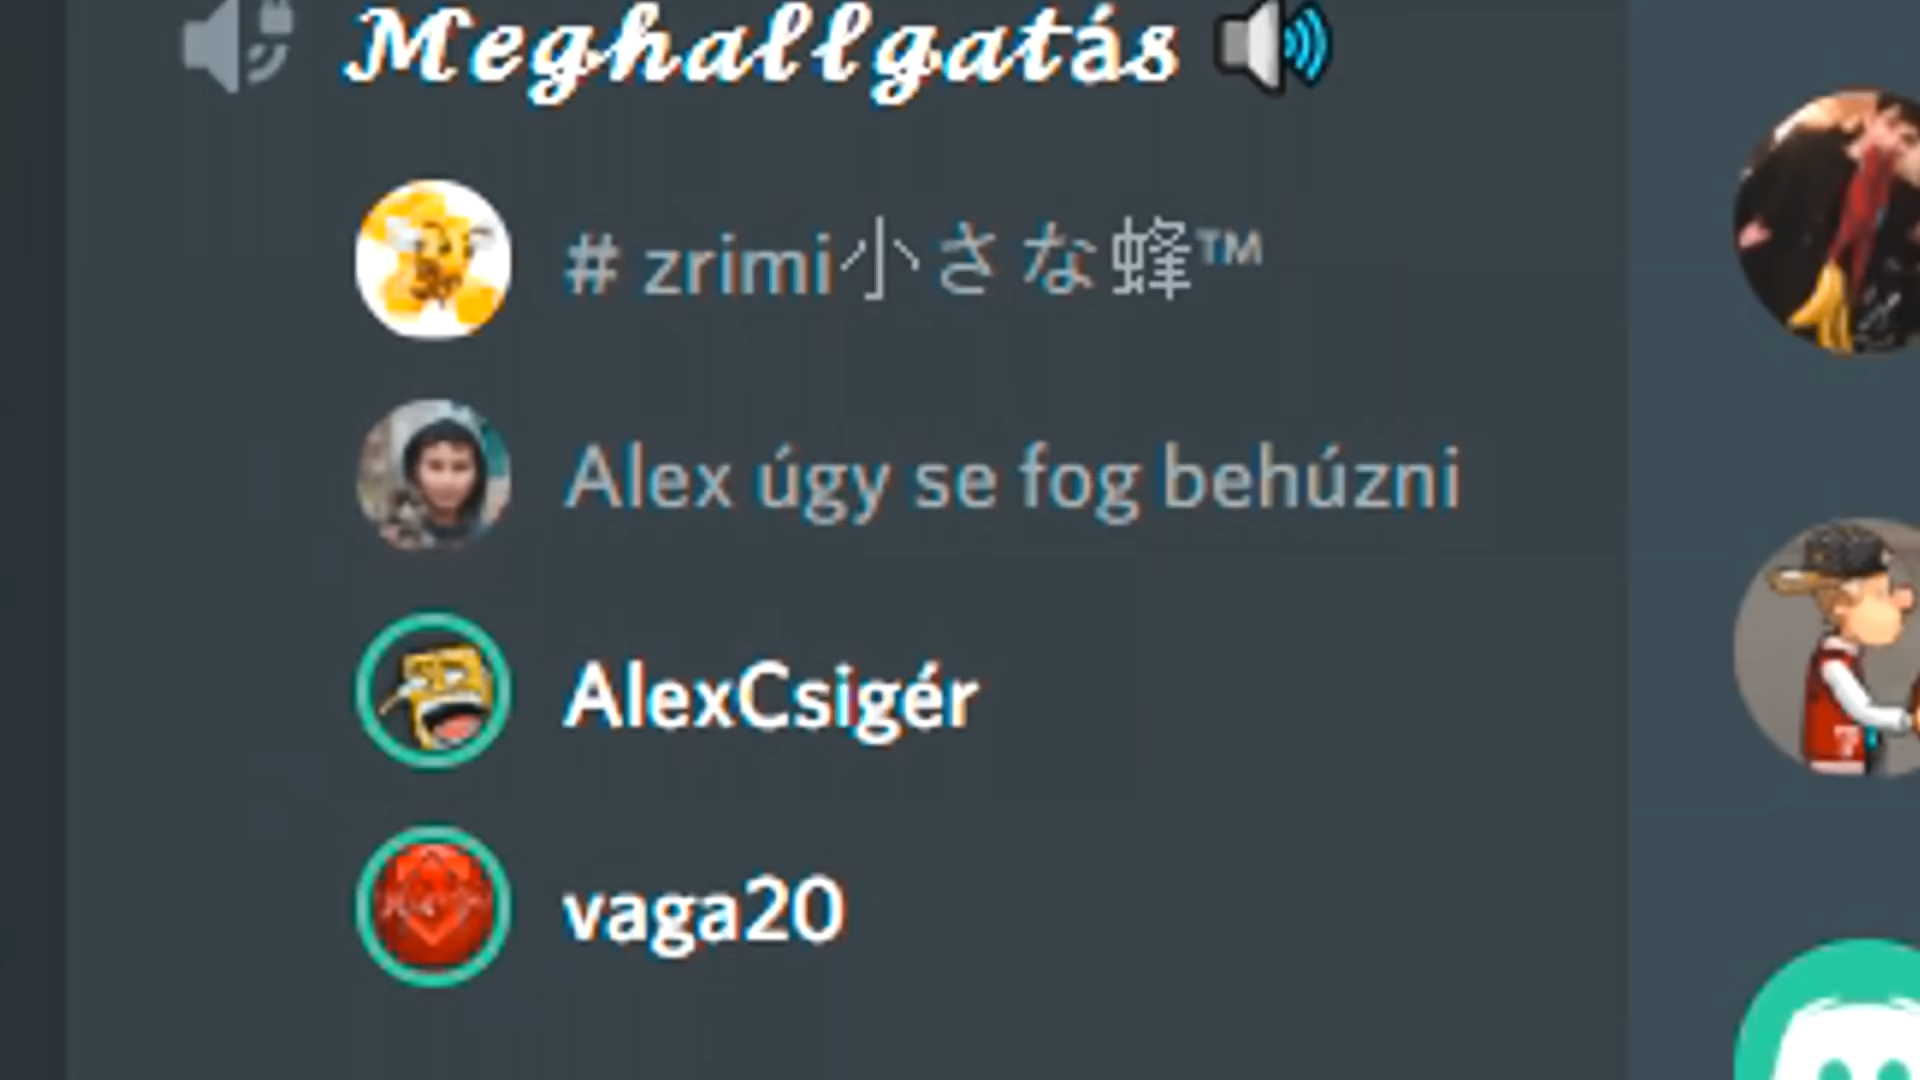 𝓜𝓮𝓰𝓱𝓪𝓵𝓵𝓰𝓪𝓽á𝓼 🔊
# zrimi小さな蜂™
Alex úgy se fog behúzni
AlexCsigér
vaga20